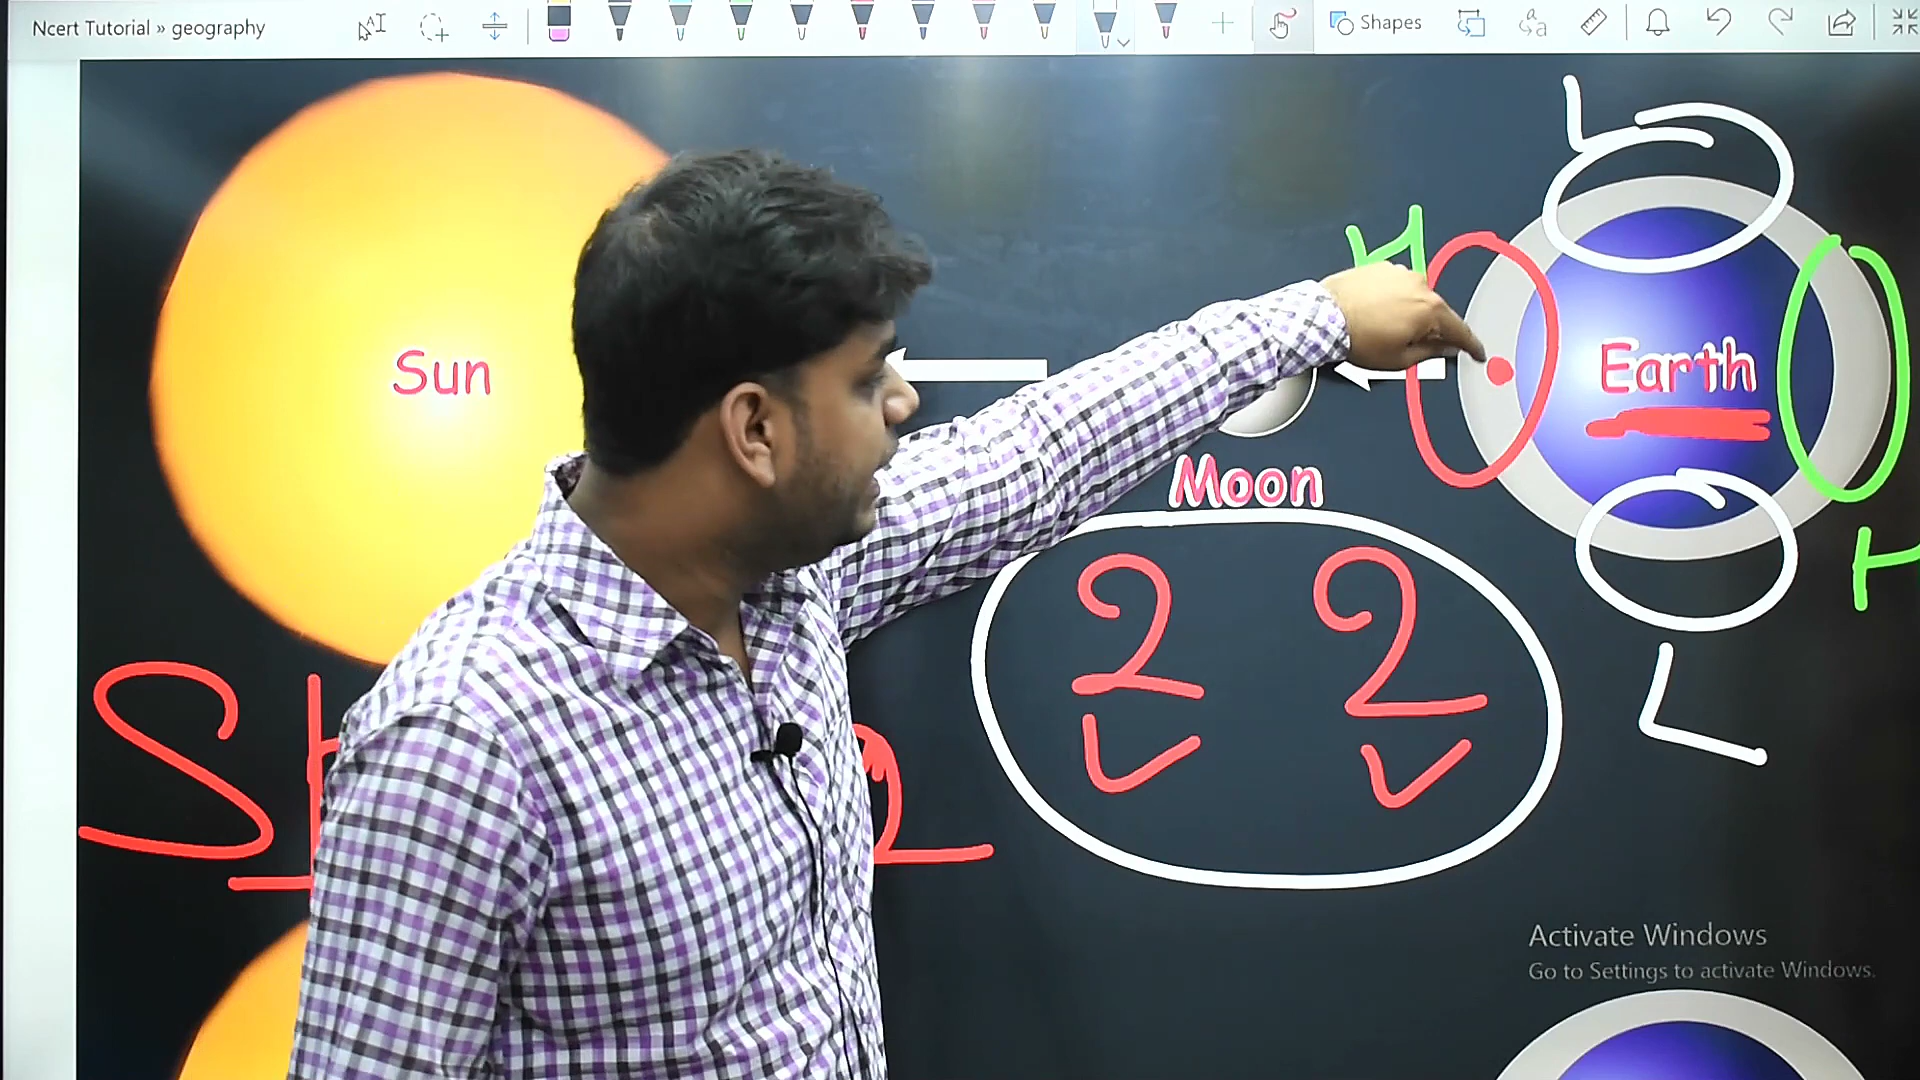 Ncert Tutorial » geography
Shapes
L
H
Sun
Earth
Moon
2 2
H
L
Activate Windows
Go to Settings to activate Windows.